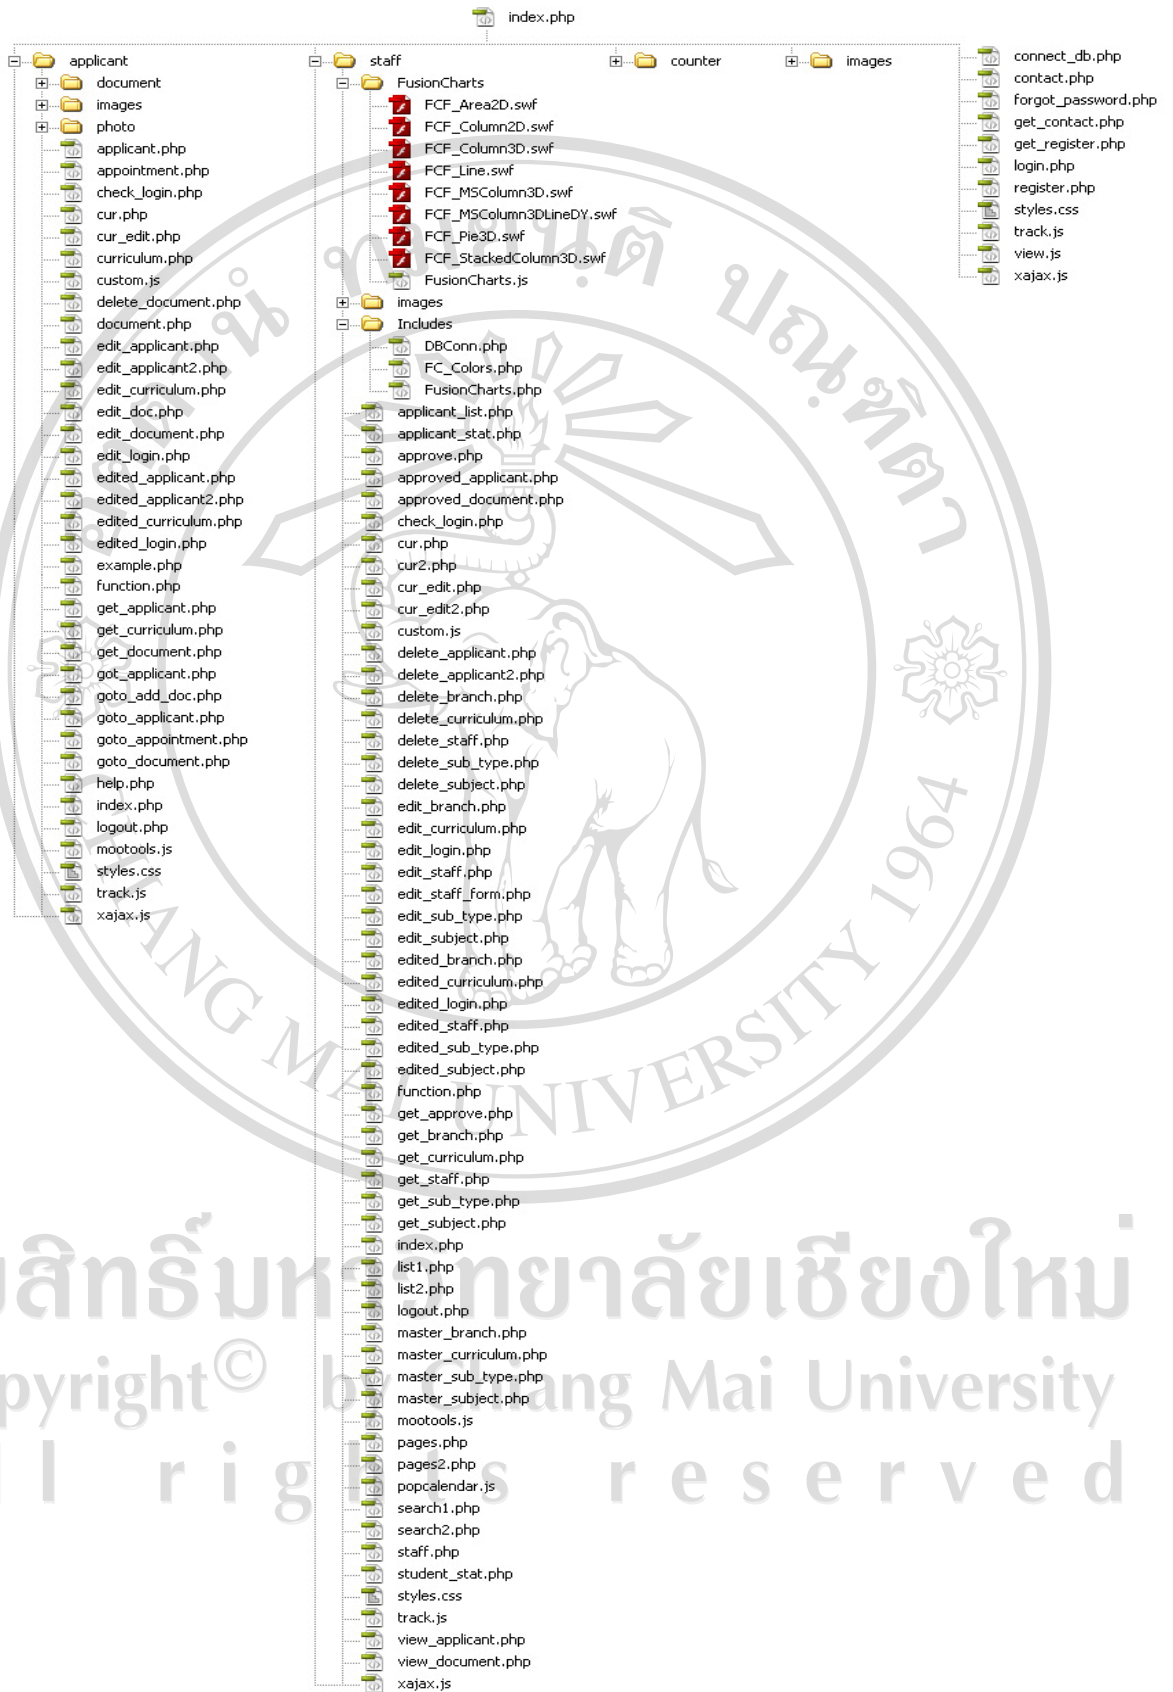 index.php
applicant
document
images
photo
applicant.php
appointment.php
check_login.php
cur.php
cur_edit.php
curriculum.php
custom.js
delete_document.php
document.php
edit_applicant.php
edit_applicant2.php
edit_curriculum.php
edit_doc.php
edit_document.php
edit_login.php
edited_applicant.php
edited_applicant2.php
edited_curriculum.php
edited_login.php
example.php
function.php
get_applicant.php
get_curriculum.php
get_document.php
got_applicant.php
goto_add_doc.php
goto_applicant.php
goto_appointment.php
goto_document.php
help.php
index.php
logout.php
mootools.js
styles.css
track.js
xajax.js
staff
FusionCharts
FCF_Area2D.swf
FCF_Column2D.swf
FCF_Column3D.swf
FCF_Line.swf
FCF_MSColumn3D.swf
FCF_MSColumn3DLineDY.swf
FCF_Pie3D.swf
FCF_StackedColumn3D.swf
FusionCharts.js
images
Includes
DBConn.php
FC_Colors.php
FusionCharts.php
applicant_list.php
applicant_stat.php
approve.php
approved_applicant.php
approved_document.php
check_login.php
cur.php
cur2.php
cur_edit.php
cur_edit2.php
custom.js
delete_applicant.php
delete_applicant2.php
delete_branch.php
delete_curriculum.php
delete_staff.php
delete_sub_type.php
delete_subject.php
edit_branch.php
edit_curriculum.php
edit_login.php
edit_staff.php
edit_staff_form.php
edit_sub_type.php
edit_subject.php
edited_branch.php
edited_curriculum.php
edited_login.php
edited_staff.php
edited_sub_type.php
edited_subject.php
function.php
get_approve.php
get_branch.php
get_curriculum.php
get_staff.php
get_sub_type.php
get_subject.php
index.php
list1.php
list2.php
logout.php
master_branch.php
master_curriculum.php
master_sub_type.php
master_subject.php
mootools.js
pages.php
pages2.php
popcalendar.js
search1.php
search2.php
staff.php
student_stat.php
styles.css
track.js
view_applicant.php
view_document.php
xajax.js
counter
images
connect_db.php
contact.php
forgot_password.php
get_contact.php
get_register.php
login.php
register.php
styles.css
track.js
view.js
xajax.js
CHIANG MAI UNIVERSITY 1964
pyright© by Chiang Mai University
rights reserved